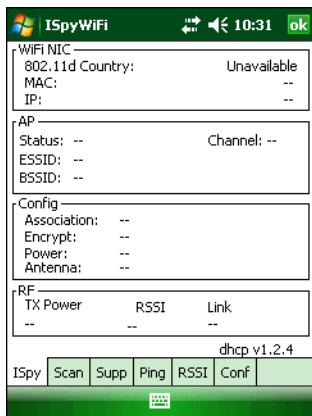 ISpyWiFi 10:31 ok
WiFi NIC
802.11d Country: Unavailable
MAC: --
IP: --
AP
Status: -- Channel: --
ESSID: --
BSSID: --
Config
Association: --
Encrypt: --
Power: --
Antenna: --
RF
TX Power RSSI Link
-- -- --
dhcp v1.2.4
ISpy Scan Supp Ping RSSI Conf